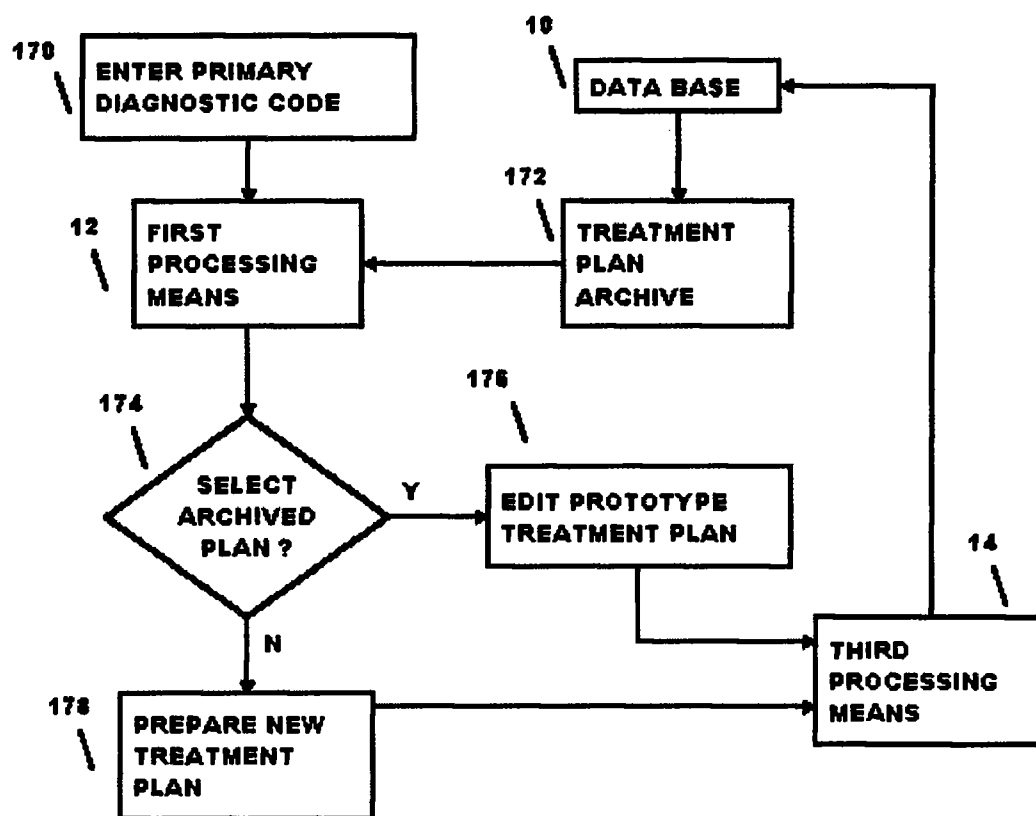 170
ENTER PRIMARY
DIAGNOSTIC CODE
10
DATA BASE
12
FIRST
PROCESSING
MEANS
172
TREATMENT
PLAN
ARCHIVE
174
SELECT
ARCHIVED
PLAN ?
Y
N
176
EDIT PROTOTYPE
TREATMENT PLAN
14
THIRD
PROCESSING
MEANS
178
PREPARE NEW
TREATMENT
PLAN